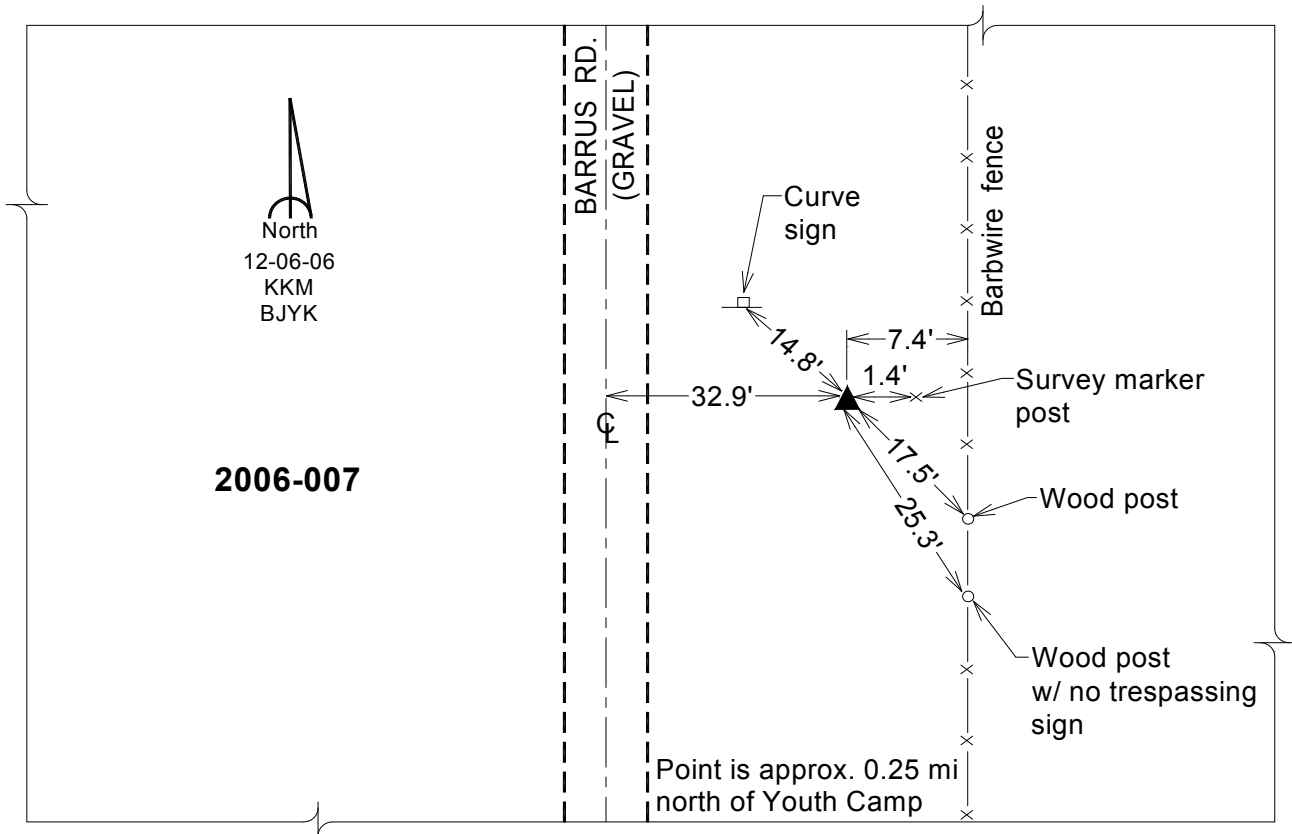 BARRUS RD.
(GRAVEL)
North
12-06-06
KKM
BJYK
2006-007
Curve
sign
Barbwire fence
14.8'
7.4'
1.4'
32.9'
℄
Survey marker
post
17.5'
25.3'
Wood post
Wood post
w/ no trespassing
sign
Point is approx. 0.25 mi
north of Youth Camp